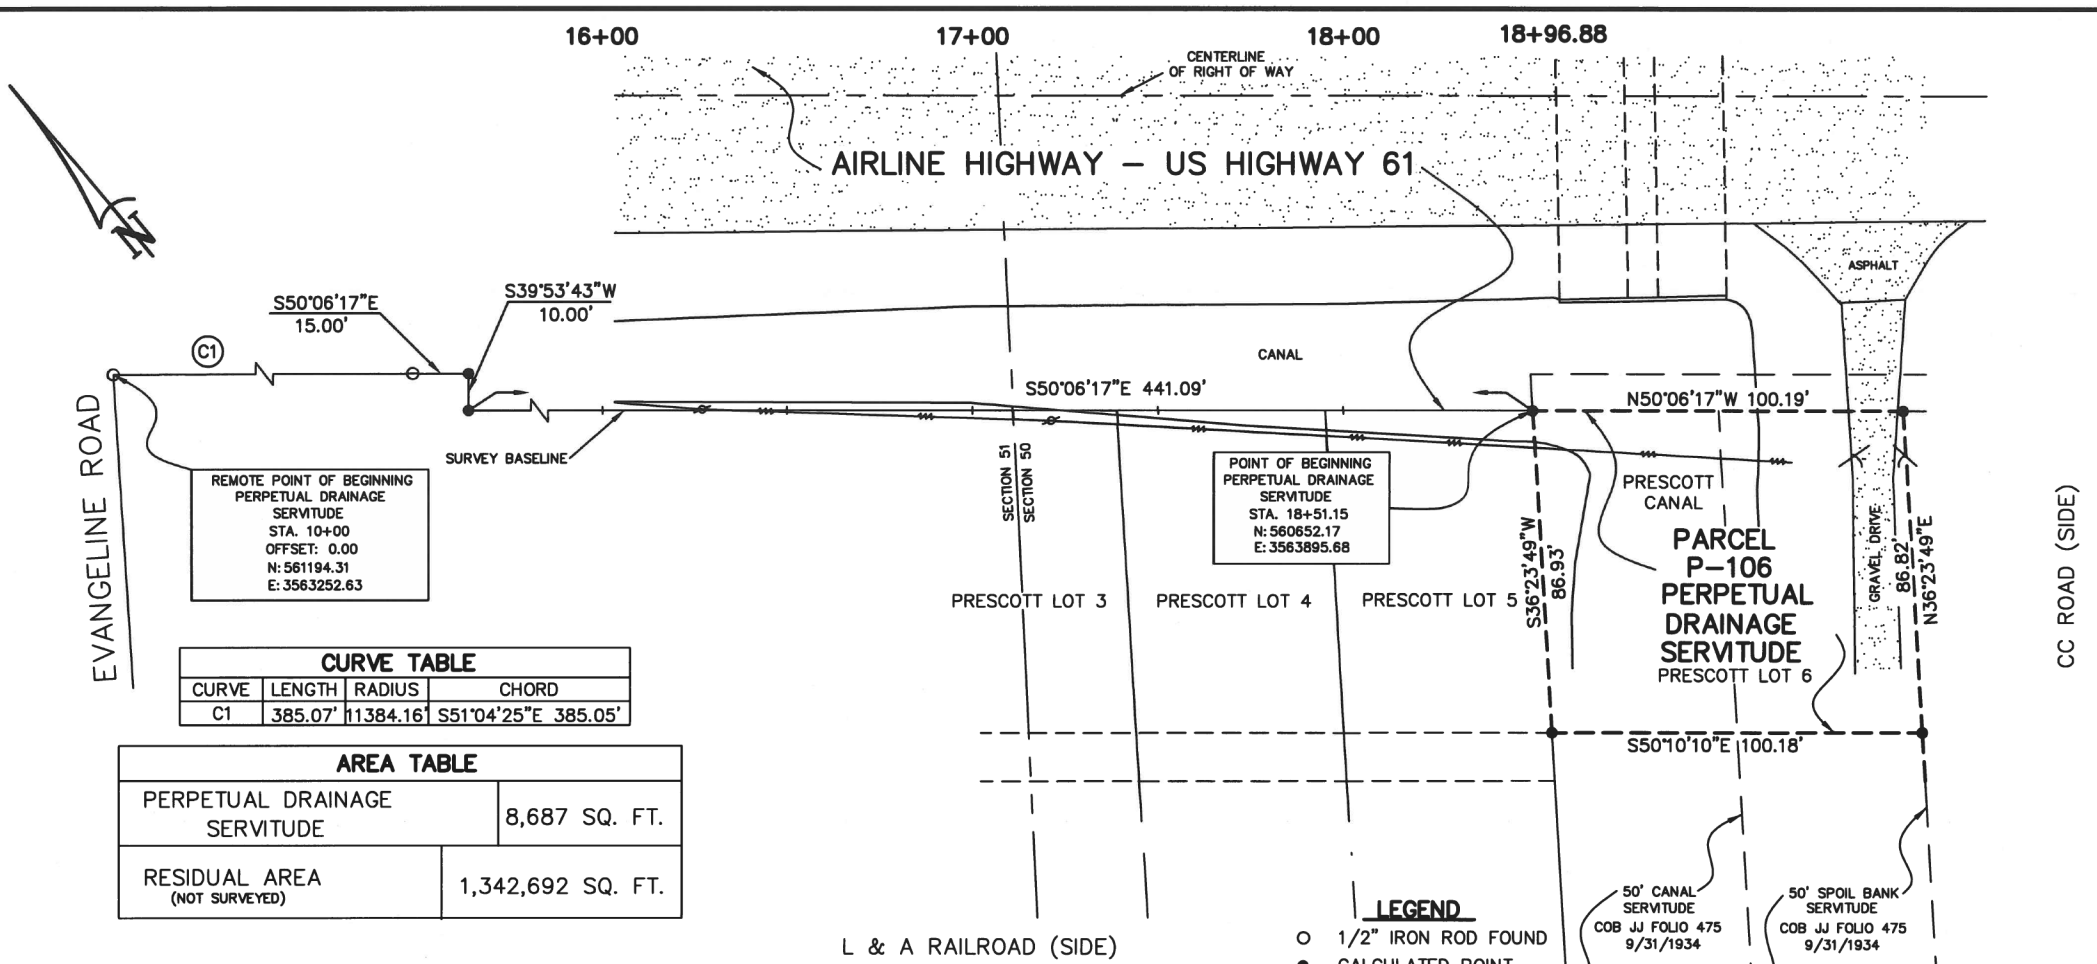 16+00
17+00
18+00
18+96.88
CENTERLINE
OF RIGHT OF WAY
AIRLINE HIGHWAY – US HIGHWAY 61
N
ASPHALT
S50°06'17"E
15.00'
S39°53'43"W
10.00'
C1
CANAL
S50°06'17"E 441.09'
N50°06'17"W 100.19'
EVANGELINE ROAD
SURVEY BASELINE
REMOTE POINT OF BEGINNING
PERPETUAL DRAINAGE
SERVITUDE
STA. 10+00
OFFSET: 0.00
N: 561194.31
E: 3563252.63
SECTION 51
SECTION 50
POINT OF BEGINNING
PERPETUAL DRAINAGE
SERVITUDE
STA. 18+51.15
N: 560652.17
E: 3563895.68
PRESCOTT
CANAL
S36°23'49"W
86.93'
PARCEL
P-106
PERPETUAL
DRAINAGE
SERVITUDE
GRAVEL DRIVE
86.82'
N36°23'49"E
CC ROAD (SIDE)
PRESCOTT LOT 3
PRESCOTT LOT 4
PRESCOTT LOT 5
PRESCOTT LOT 6
CURVE TABLE
CURVE LENGTH RADIUS CHORD
C1 385.07' 11384.16' S51°04'25"E 385.05'
S50°10'10"E 100.18'
AREA TABLE
PERPETUAL DRAINAGE
SERVITUDE
8,687 SQ. FT.
RESIDUAL AREA
(NOT SURVEYED)
1,342,692 SQ. FT.
L & A RAILROAD (SIDE)
LEGEND
1/2" IRON ROD FOUND
CALCULATED POINT
50' CANAL
SERVITUDE
COB JJ FOLIO 475
9/31/1934
50' SPOIL BANK
SERVITUDE
COB JJ FOLIO 475
9/31/1934